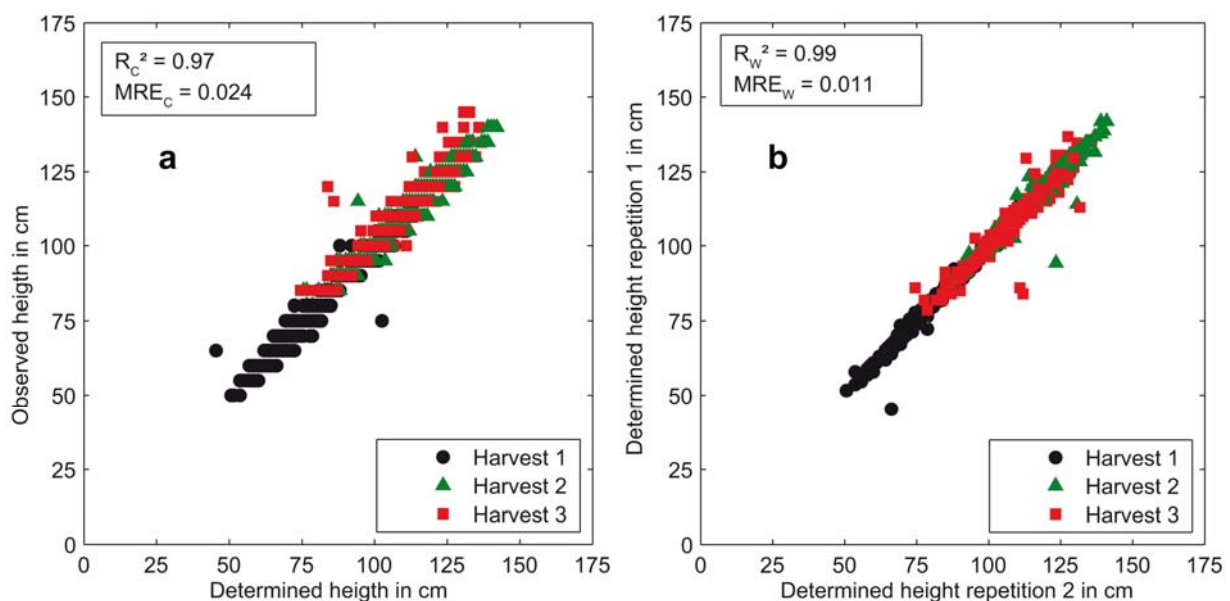 R_C² = 0.97
MRE_C = 0.024
a
Observed heigth in cm
175
150
125
100
75
50
25
0
0 25 50 75 100 125 150 175
Determined heigth in cm
Harvest 1
Harvest 2
Harvest 3
R_W² = 0.99
MRE_W = 0.011
b
Determined height repetition 1 in cm
175
150
125
100
75
50
25
0
0 25 50 75 100 125 150 175
Determined height repetition 2 in cm
Harvest 1
Harvest 2
Harvest 3